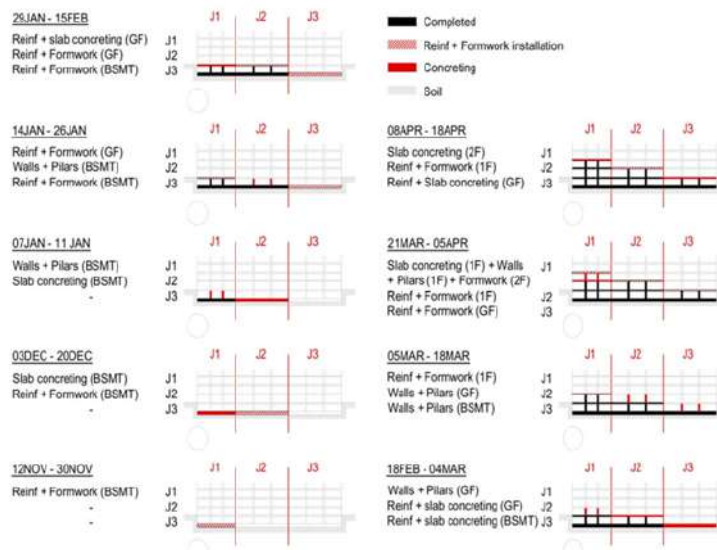 29JAN - 15FEB
J1 J2 J3
Reinf + slab concreting (GF) J1
Reinf + Formwork (GF) J2
Reinf + Formwork (BSMT) J3
14JAN - 26JAN
J1 J2 J3
Reinf + Formwork (GF) J1
Walls + Pilars (BSMT) J2
Reinf + Formwork (BSMT) J3
07JAN - 11 JAN
J1 J2 J3
Walls + Pilars (BSMT) J1
Slab concreting (BSMT) J2
- J3
03DEC - 20DEC
J1 J2 J3
Slab concreting (BSMT) J1
Reinf + Formwork (BSMT) J2
- J3
12NOV - 30NOV
J1 J2 J3
Reinf + Formwork (BSMT) J1
- J2
- J3
Completed
Reinf + Formwork installation
Concreting
Soil
08APR - 18APR
J1 J2 J3
Slab concreting (2F) J1
Reinf + Formwork (1F) J2
Reinf + Slab concreting (GF) J3
21MAR - 05APR
J1 J2 J3
Slab concreting (1F) + Walls J1
+ Pilars (1F) + Formwork (2F)
Reinf + Formwork (1F) J2
Reinf + Formwork (GF) J3
05MAR - 18MAR
J1 J2 J3
Reinf + Formwork (1F) J1
Walls + Pilars (GF) J2
Walls + Pilars (BSMT) J3
18FEB - 04MAR
J1 J2 J3
Walls + Pilars (GF) J1
Reinf + slab concreting (GF) J2
Reinf + slab concreting (BSMT) J3